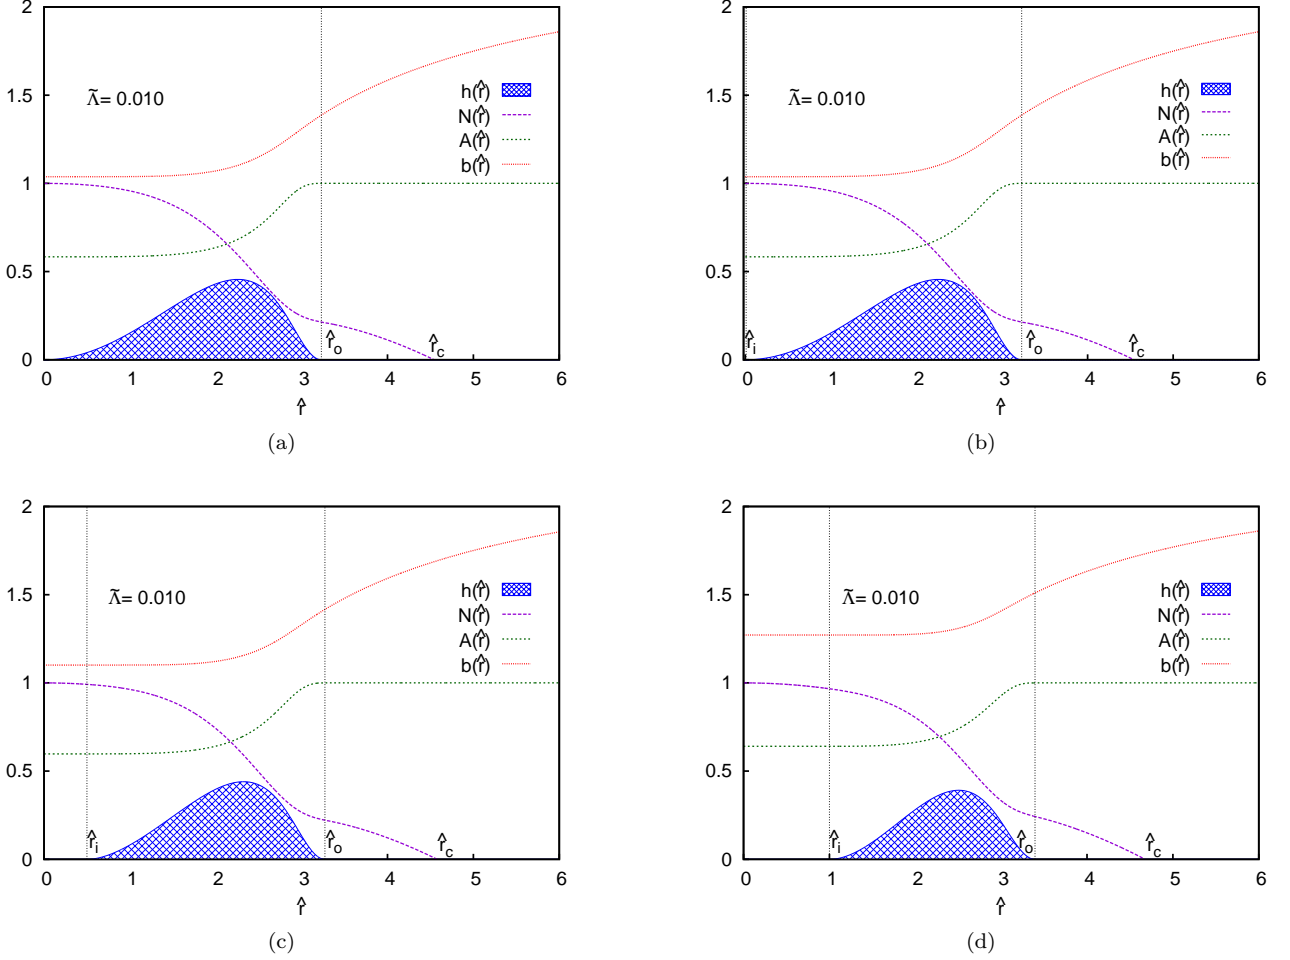 2
1.5
1
0.5
0
Λ̃= 0.010
h(r̂)
N(r̂)
A(r̂)
b(r̂)
r̂o
r̂c
0 1 2 3 4 5 6
r̂
(a)
2
1.5
1
0.5
0
Λ̃= 0.010
h(r̂)
N(r̂)
A(r̂)
b(r̂)
r̂i
r̂o
r̂c
0 1 2 3 4 5 6
r̂
(b)
2
1.5
1
0.5
0
Λ̃= 0.010
h(r̂)
N(r̂)
A(r̂)
b(r̂)
r̂i
r̂o
r̂c
0 1 2 3 4 5 6
r̂
(c)
2
1.5
1
0.5
0
Λ̃= 0.010
h(r̂)
N(r̂)
A(r̂)
b(r̂)
r̂i
r̂o
r̂c
0 1 2 3 4 5 6
r̂
(d)